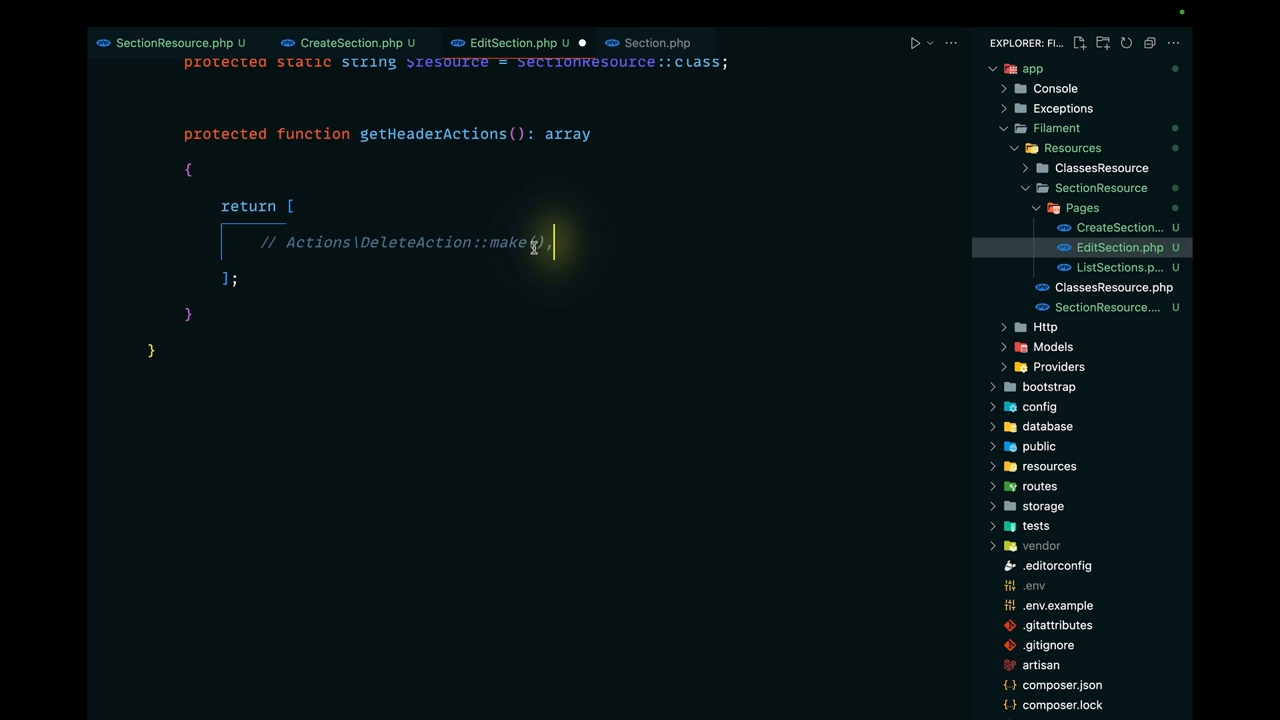 SectionResource.php U
CreateSection.php U
EditSection.php U
Section.php
EXPLORER: FI...
protected static string $resource = SectionResource::class;
protected function getHeaderActions(): array
{
return [
// Actions\DeleteAction::make(),
];
}
}
app
Console
Exceptions
Filament
Resources
ClassesResource
SectionResource
Pages
CreateSection... U
EditSection.php U
ListSections.p... U
ClassesResource.php
SectionResource.... U
Http
Models
Providers
bootstrap
config
database
public
resources
routes
storage
tests
vendor
.editorconfig
.env
.env.example
.gitattributes
.gitignore
artisan
composer.json
composer.lock